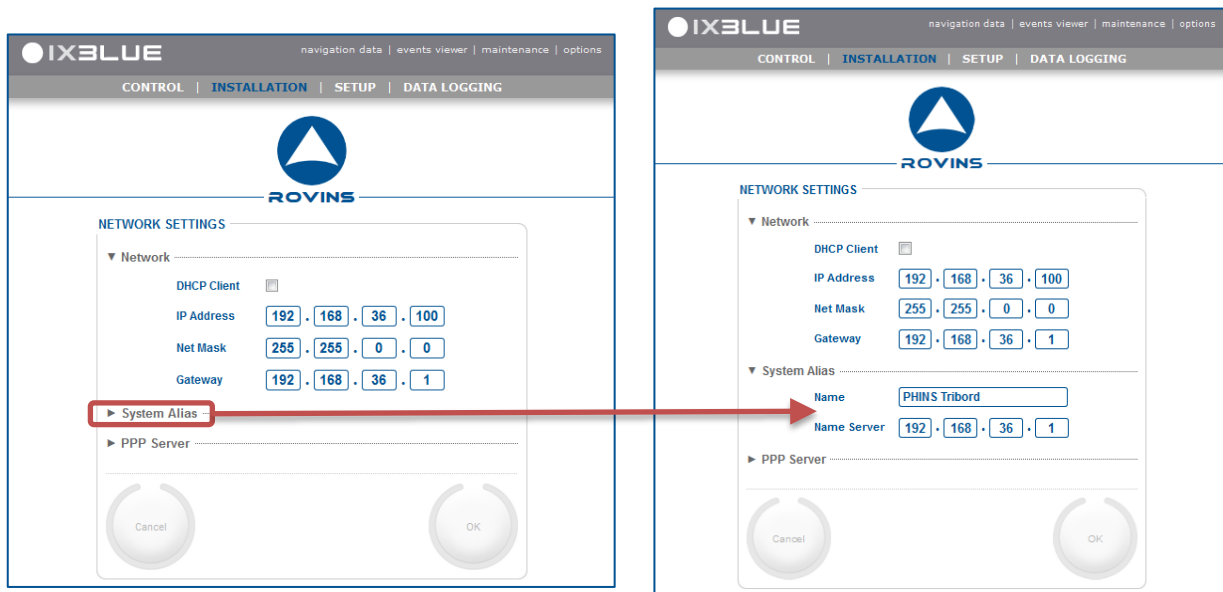 IXBLUE
navigation data | events viewer | maintenance | options
CONTROL | INSTALLATION | SETUP | DATA LOGGING
ROVINS
NETWORK SETTINGS
▼ Network
DHCP Client
IP Address 192 . 168 . 36 . 100
Net Mask 255 . 255 . 0 . 0
Gateway 192 . 168 . 36 . 1
► System Alias
► PPP Server
Cancel OK
IXBLUE
navigation data | events viewer | maintenance | options
CONTROL | INSTALLATION | SETUP | DATA LOGGING
ROVINS
NETWORK SETTINGS
▼ Network
DHCP Client
IP Address 192 . 168 . 36 . 100
Net Mask 255 . 255 . 0 . 0
Gateway 192 . 168 . 36 . 1
▼ System Alias
Name PHINS Tribord
Name Server 192 . 168 . 36 . 1
► PPP Server
Cancel OK